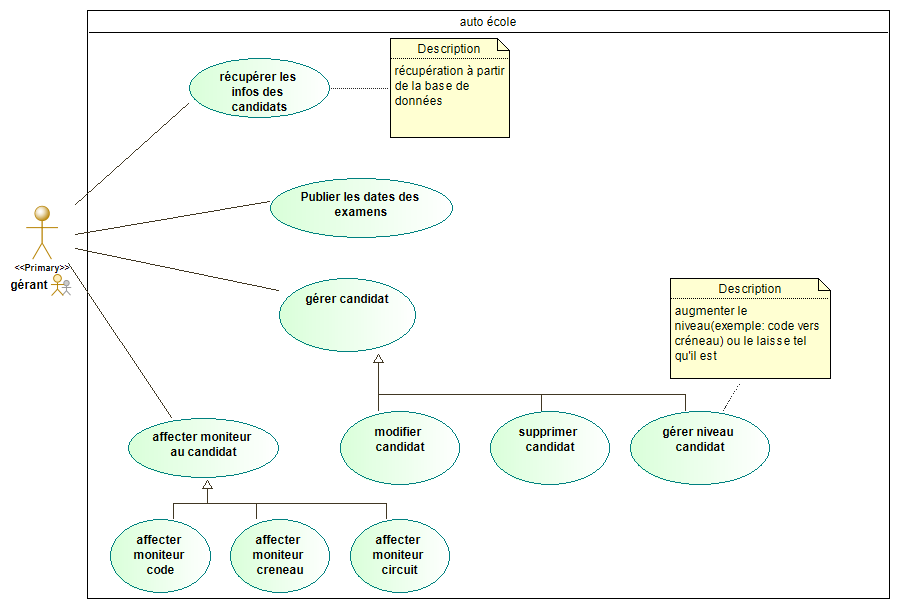 auto école
récupérer les
infos des
candidats
Description
récupération à partir
de la base de
données
Publier les dates des
examens
<<Primary>>
gérant
gérer candidat
Description
augmenter le
niveau(exemple: code vers
créneau) ou le laisse tel
qu'il est
affecter moniteur
au candidat
modifier
candidat
supprimer
candidat
gérer niveau
candidat
affecter
moniteur
code
affecter
moniteur
creneau
affecter
moniteur
circuit